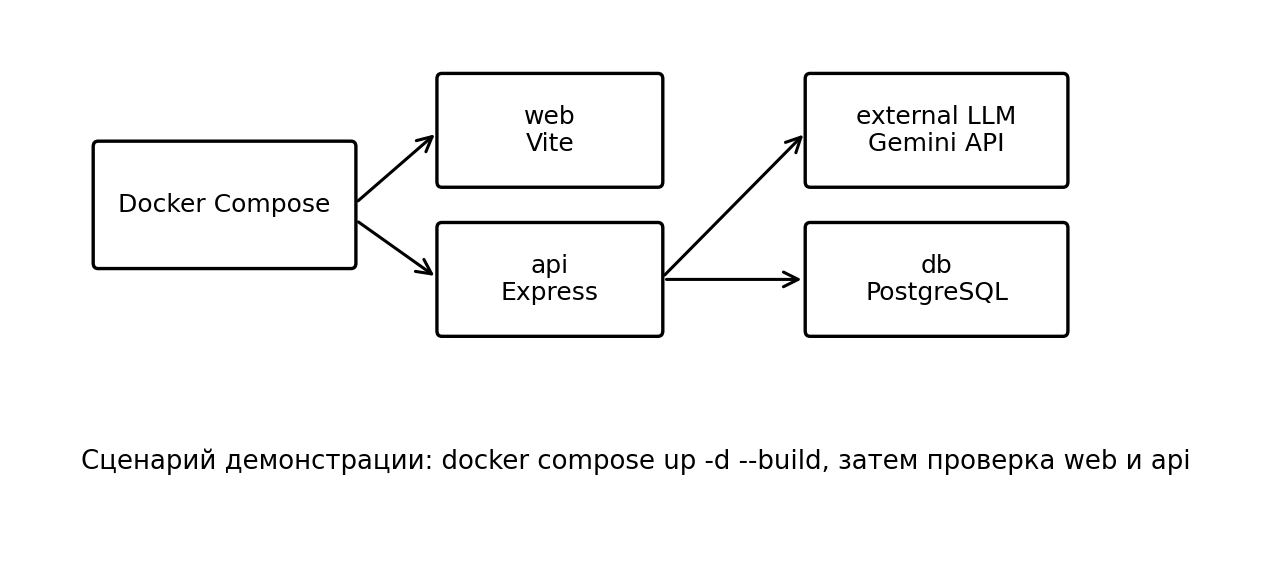 Docker Compose
web
Vite
external LLM
Gemini API
api
Express
db
PostgreSQL
Сценарий демонстрации: docker compose up -d --build, затем проверка web и api